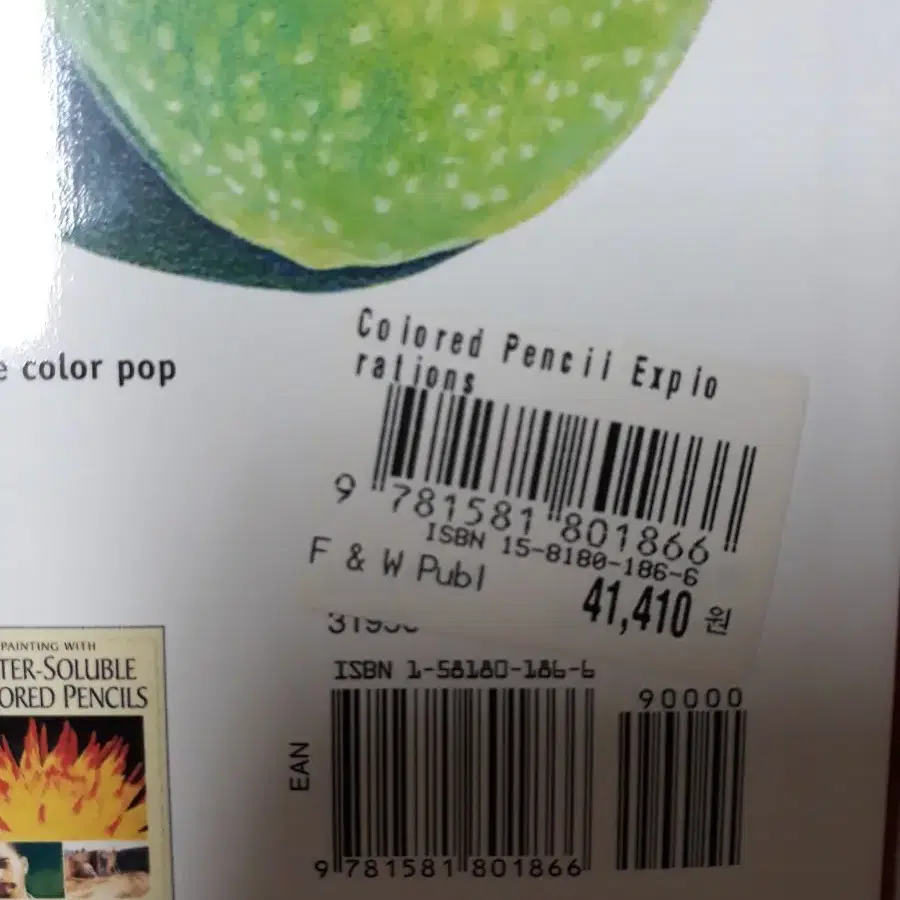 e color pop
Colored Pencil Explo
rations
9 781581 801866
ISBN 15-8180-186-6
F & W Publ
41,410 원
ISBN 1-58180-186-6
90000
EAN
9 781581 801866
PAINTING WITH
TER-SOLUBLE
ORED PENCILS